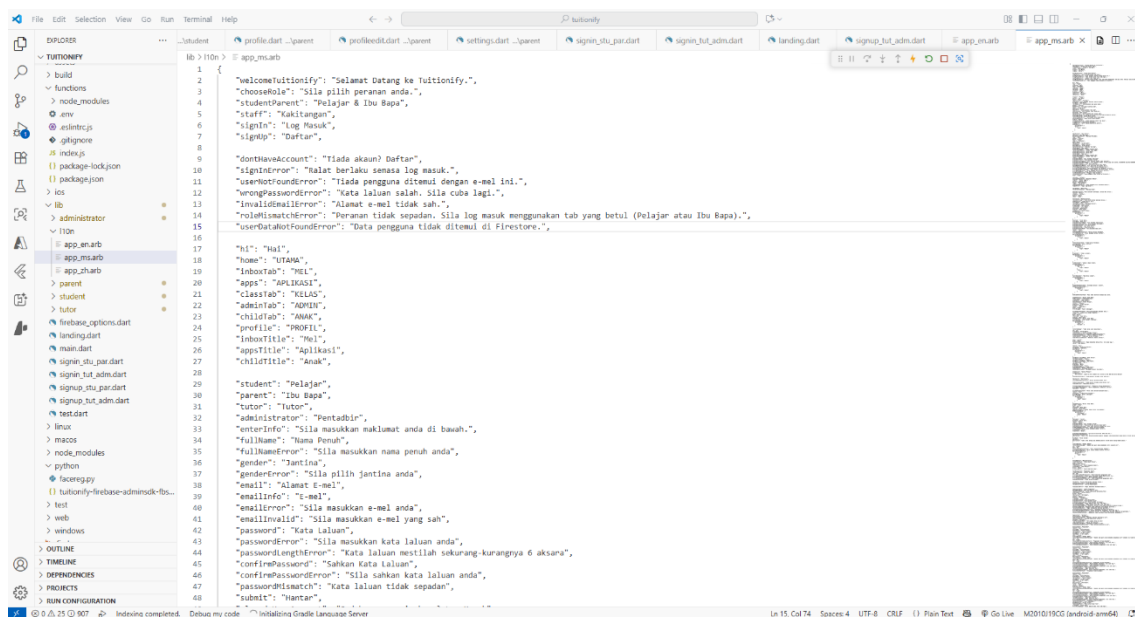 File Edit Selection View Go Run Terminal Help
tuitionify
EXPLORER
...\student
profile.dart ...\parent
profileedit.dart ...\parent
settings.dart ...\parent
signin_stu_par.dart
signin_tut_adm.dart
landing.dart
signup_tut_adm.dart
app_en.arb
app_ms.arb
TUITIONIFY
build
functions
node_modules
.env
.eslintrc.js
.gitignore
index.js
package-lock.json
package.json
ios
lib
administrator
l10n
app_en.arb
app_ms.arb
app_zh.arb
parent
student
tutor
firebase_options.dart
landing.dart
main.dart
signin_stu_par.dart
signin_tut_adm.dart
signup_stu_par.dart
signup_tut_adm.dart
test.dart
linux
macos
node_modules
python
facereg.py
tuitionify-firebase-adminsdk-fbs...
test
web
windows
OUTLINE
TIMELINE
DEPENDENCIES
PROJECTS
RUN CONFIGURATION
lib > l10n > app_ms.arb
1 {
2 "welcomeTuitionify": "Selamat Datang ke Tuitionify.",
3 "chooseRole": "Sila pilih peranan anda.",
4 "studentParent": "Pelajar & Ibu Bapa",
5 "staff": "Kakitangan",
6 "signIn": "Log Masuk",
7 "signUp": "Daftar",
8
9 "dontHaveAccount": "Tiada akaun? Daftar",
10 "signInError": "Ralat berlaku semasa log masuk.",
11 "userNotFoundError": "Tiada pengguna ditemui dengan e-mel ini.",
12 "wrongPasswordError": "Kata laluan salah. Sila cuba lagi.",
13 "invalidEmailError": "Alamat e-mel tidak sah.",
14 "roleMismatchError": "Peranan tidak sepadan. Sila log masuk menggunakan tab yang betul (Pelajar atau Ibu Bapa).",
15 "userDataNotFoundError": "Data pengguna tidak ditemui di Firestore.",
16
17 "hi": "Hai",
18 "home": "UTAMA",
19 "inboxTab": "MEL",
20 "apps": "APLIKASI",
21 "classTab": "KELAS",
22 "adminTab": "ADMIN",
23 "childTab": "ANAK",
24 "profile": "PROFIL",
25 "inboxTitle": "Mel",
26 "appsTitle": "Aplikasi",
27 "childTitle": "Anak",
28
29 "student": "Pelajar",
30 "parent": "Ibu Bapa",
31 "tutor": "Tutor",
32 "administrator": "Pentadbir",
33 "enterInfo": "Sila masukkan maklumat anda di bawah.",
34 "fullName": "Nama Penuh",
35 "fullNameError": "Sila masukkan nama penuh anda",
36 "gender": "Jantina",
37 "genderError": "Sila pilih jantina anda",
38 "email": "Alamat E-mel",
39 "emailInfo": "E-mel",
40 "emailError": "Sila masukkan e-mel anda",
41 "emailInvalid": "Sila masukkan e-mel yang sah",
42 "password": "Kata Laluan",
43 "passwordError": "Sila masukkan kata laluan anda",
44 "passwordLengthError": "Kata laluan mestilah sekurang-kurangnya 6 aksara",
45 "confirmPassword": "Sahkan Kata Laluan",
46 "confirmPasswordError": "Sila sahkan kata laluan anda",
47 "passwordMismatch": "Kata laluan tidak sepadan",
48 "submit": "Hantar",
0 25 907 Indexing completed. Debug my code Initializing Gradle Language Server
Ln 15, Col 74 Spaces: 4 UTF-8 CRLF {} Plain Text Go Live M2010J19CG (android-arm64)